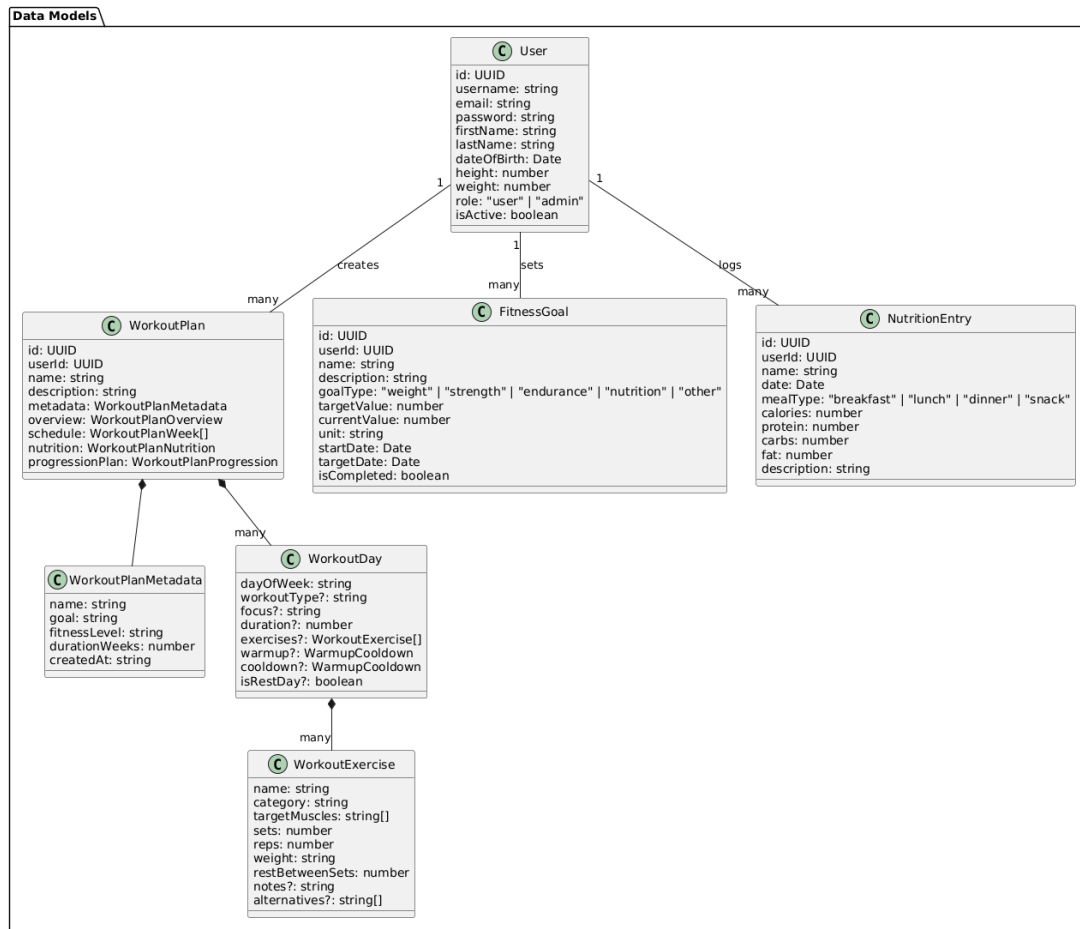 Data Models
C User
id: UUID
username: string
email: string
password: string
firstName: string
lastName: string
dateOfBirth: Date
height: number
weight: number
role: "user" | "admin"
isActive: boolean
1
1
1
creates
sets
logs
many
many
many
C WorkoutPlan
id: UUID
userId: UUID
name: string
description: string
metadata: WorkoutPlanMetadata
overview: WorkoutPlanOverview
schedule: WorkoutPlanWeek[]
nutrition: WorkoutPlanNutrition
progressionPlan: WorkoutPlanProgression
C FitnessGoal
id: UUID
userId: UUID
name: string
description: string
goalType: "weight" | "strength" | "endurance" | "nutrition" | "other"
targetValue: number
currentValue: number
unit: string
startDate: Date
targetDate: Date
isCompleted: boolean
C NutritionEntry
id: UUID
userId: UUID
name: string
date: Date
mealType: "breakfast" | "lunch" | "dinner" | "snack"
calories: number
protein: number
carbs: number
fat: number
description: string
many
C WorkoutPlanMetadata
name: string
goal: string
fitnessLevel: string
durationWeeks: number
createdAt: string
C WorkoutDay
dayOfWeek: string
workoutType?: string
focus?: string
duration?: number
exercises?: WorkoutExercise[]
warmup?: WarmupCooldown
cooldown?: WarmupCooldown
isRestDay?: boolean
many
C WorkoutExercise
name: string
category: string
targetMuscles: string[]
sets: number
reps: number
weight: string
restBetweenSets: number
notes?: string
alternatives?: string[]